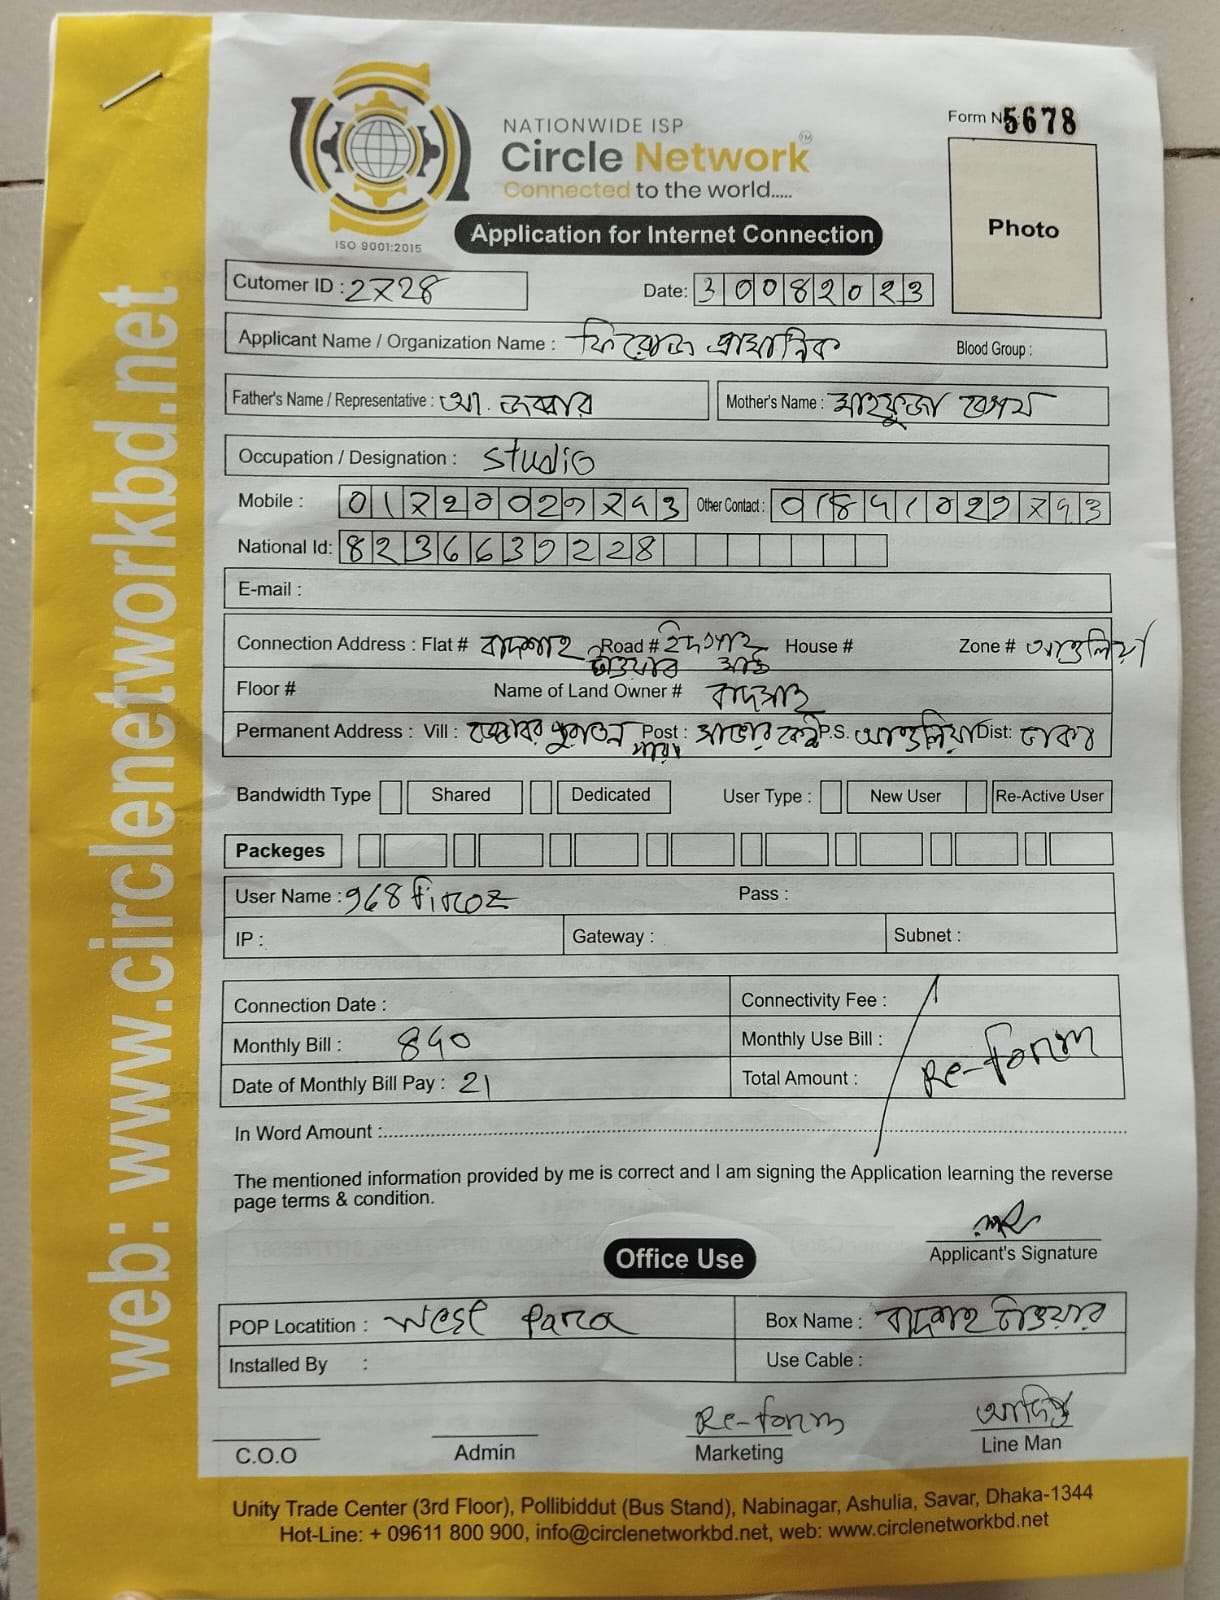 NATIONWIDE ISP
Circle Network TM
Connected to the world.....
ISO 9001:2015
Form N 5678
Photo
Application for Internet Connection
Cutomer ID : 2728
Date: 30082023
Applicant Name / Organization Name : ফিরোজ প্রামানিক
Blood Group :
Father's Name / Representative : আ. জব্বার
Mother's Name : মাহফুজা বেগম
Occupation / Designation : studio
Mobile : 01720029743 Other Contact : 01841029743
National Id: 8236639228
E-mail :
Connection Address : Flat # বাদশাহ টাওয়ার Road # ঈদগাহ মাঠ House # Zone # আশুলিয়া
Floor # Name of Land Owner # বাদশাহ
Permanent Address : Vill : পাড়া Post : সাভার P.S. আশুলিয়া Dist: ঢাকা
Bandwidth Type Shared Dedicated User Type : New User Re-Active User
Packeges
User Name : 968 firoz Pass :
IP : Gateway : Subnet :
Connection Date : Connectivity Fee :
Monthly Bill : 840 Monthly Use Bill :
Re-form
Date of Monthly Bill Pay : 21 Total Amount :
In Word Amount :
The mentioned information provided by me is correct and I am signing the Application learning the reverse
page terms & condition.
Applicant's Signature
Office Use
POP Locatition : west para Box Name : বাদশাহ টাওয়ার
Installed By : Use Cable :
Re-form
C.O.O Admin Marketing Line Man
Unity Trade Center (3rd Floor), Pollibiddut (Bus Stand), Nabinagar, Ashulia, Savar, Dhaka-1344
Hot-Line: + 09611 800 900, info@circlenetworkbd.net, web: www.circlenetworkbd.net
web: www.circlenetworkbd.net